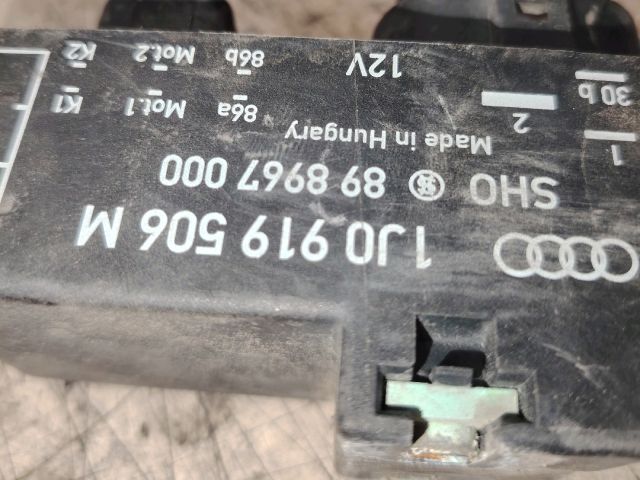 1J0 919 506 M
SHO 89 8967 000
Made in Hungary
1 2 86a Mot.1 K1
30 b 12V 86b Mot.2 K2